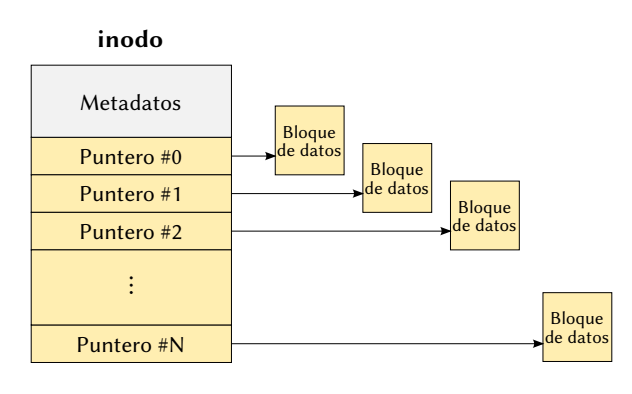 inodo
Metadatos
Puntero #0
Bloque
de datos
Puntero #1
Bloque
de datos
Puntero #2
Bloque
de datos
⋮
Puntero #N
Bloque
de datos